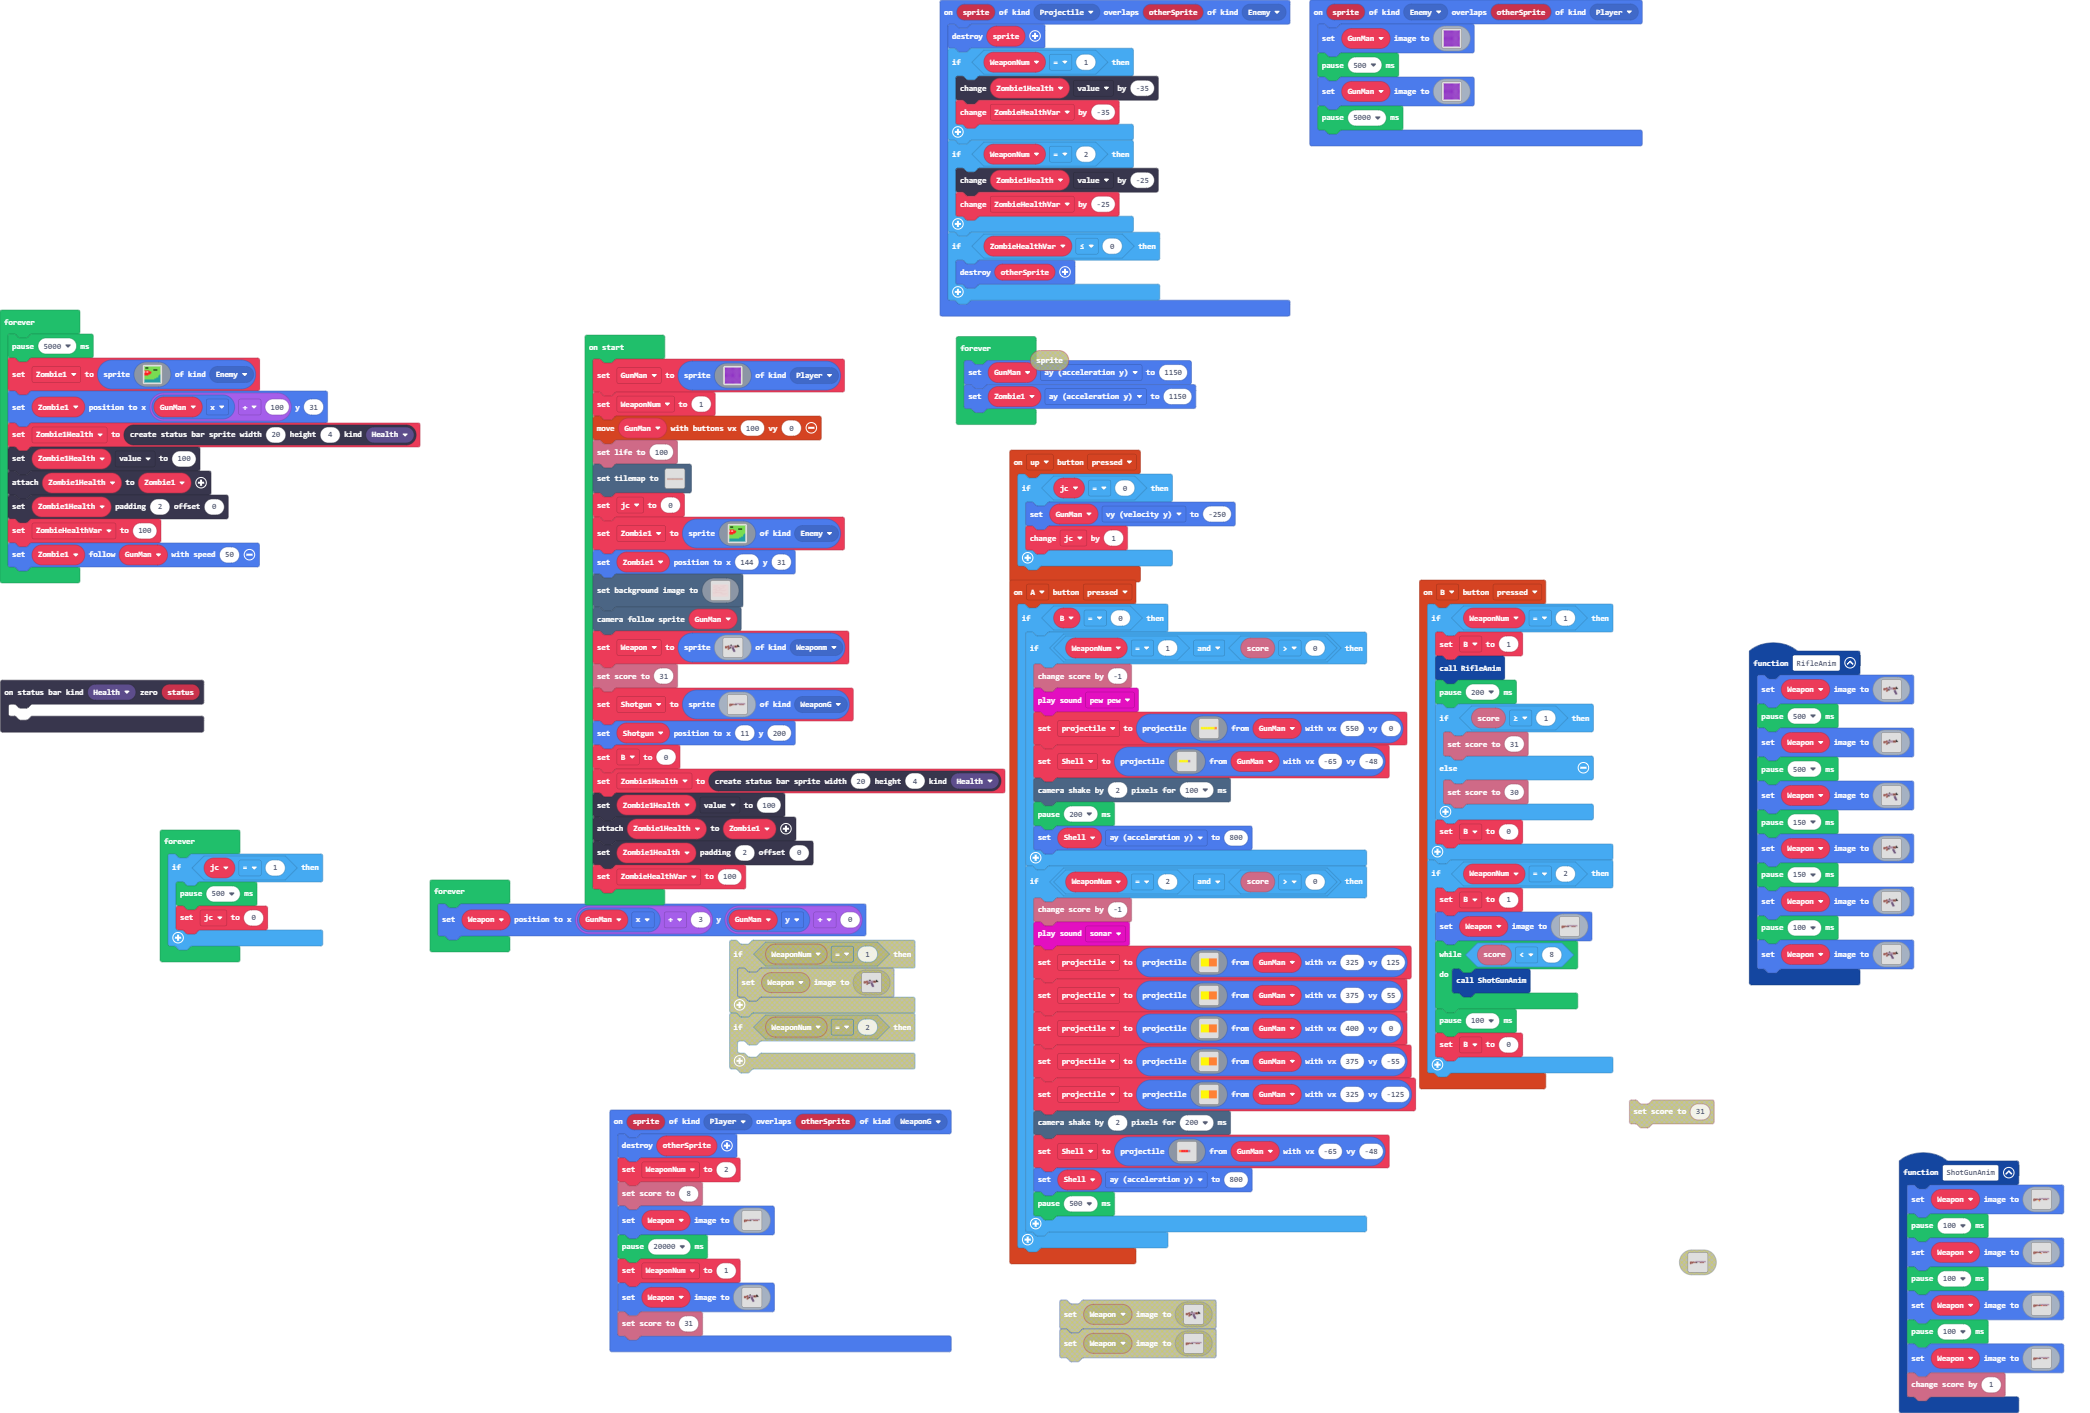 on sprite of kind Projectile overlaps otherSprite of kind Enemy
destroy sprite
if WeaponNum = 1 then
change Zombie1Health value by -35
change ZombieHealthVar by -35
if WeaponNum = 2 then
change Zombie1Health value by -25
change ZombieHealthVar by -25
if ZombieHealthVar ≤ 0 then
destroy otherSprite
on sprite of kind Enemy overlaps otherSprite of kind Player
set GunMan image to
pause 500 ms
set GunMan image to
pause 5000 ms
forever
pause 5000 ms
set Zombie1 to sprite of kind Enemy
set Zombie1 position to x GunMan x + 100 y 31
set Zombie1Health to create status bar sprite width 20 height 4 kind Health
set Zombie1Health value to 100
attach Zombie1Health to Zombie1
set Zombie1Health padding 2 offset 0
set ZombieHealthVar to 100
set Zombie1 follow GunMan with speed 50
on start
set GunMan to sprite of kind Player
set WeaponNum to 1
move GunMan with buttons vx 100 vy 0
set life to 100
set tilemap to
set jc to 0
set Zombie1 to sprite of kind Enemy
set Zombie1 position to x 144 y 31
set background image to
camera follow sprite GunMan
set Weapon to sprite of kind Weaponm
set score to 31
set Shotgun to sprite of kind WeaponG
set Shotgun position to x 11 y 200
set B to 0
set Zombie1Health to create status bar sprite width 20 height 4 kind Health
set Zombie1Health value to 100
attach Zombie1Health to Zombie1
set Zombie1Health padding 2 offset 0
set ZombieHealthVar to 100
forever
sprite
set GunMan ay (acceleration y) to 1150
set Zombie1 ay (acceleration y) to 1150
on up button pressed
if jc = 0 then
set GunMan vy (velocity y) to -250
change jc by 1
on A button pressed
if B = 0 then
if WeaponNum = 1 and score > 0 then
change score by -1
play sound pew pew
set projectile to projectile from GunMan with vx 550 vy 0
set Shell to projectile from GunMan with vx -65 vy -48
camera shake by 2 pixels for 100 ms
pause 200 ms
set Shell ay (acceleration y) to 800
if WeaponNum = 2 and score > 0 then
change score by -1
play sound sonar
set projectile to projectile from GunMan with vx 325 vy 125
set projectile to projectile from GunMan with vx 375 vy 55
set projectile to projectile from GunMan with vx 400 vy 0
set projectile to projectile from GunMan with vx 375 vy -55
set projectile to projectile from GunMan with vx 325 vy -125
camera shake by 2 pixels for 200 ms
set Shell to projectile from GunMan with vx -65 vy -48
set Shell ay (acceleration y) to 800
pause 500 ms
on B button pressed
if WeaponNum = 1 then
set B to 1
call RifleAnim
pause 200 ms
if score ≥ 1 then
set score to 31
else
set score to 30
set B to 0
if WeaponNum = 2 then
set B to 1
set Weapon image to
while score < 8
do call ShotGunAnim
pause 100 ms
set B to 0
function RifleAnim
set Weapon image to
pause 500 ms
set Weapon image to
pause 500 ms
set Weapon image to
pause 150 ms
set Weapon image to
pause 150 ms
set Weapon image to
pause 100 ms
set Weapon image to
on status bar kind Health zero status
forever
if jc = 1 then
pause 500 ms
set jc to 0
forever
set Weapon position to x GunMan x + 3 y GunMan y + 0
if WeaponNum = 1 then
set Weapon image to
if WeaponNum = 2 then
on sprite of kind Player overlaps otherSprite of kind WeaponG
destroy otherSprite
set WeaponNum to 2
set score to 8
set Weapon image to
pause 20000 ms
set WeaponNum to 1
set Weapon image to
set score to 31
set Weapon image to
set Weapon image to
set score to 31
function ShotGunAnim
set Weapon image to
pause 100 ms
set Weapon image to
pause 100 ms
set Weapon image to
pause 100 ms
set Weapon image to
change score by 1